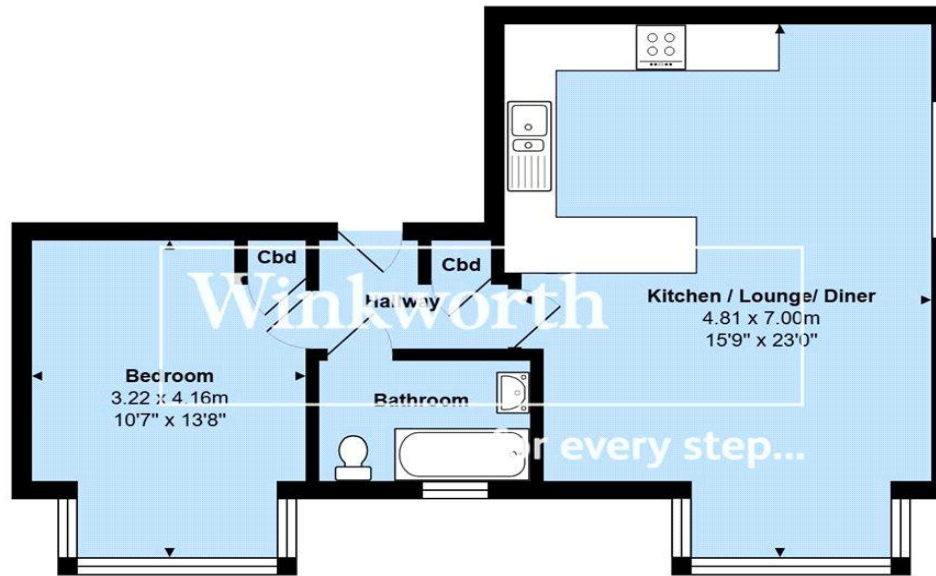 Cbd
Cbd
Winkworth
Hallway
Kitchen / Lounge/ Diner
4.81 x 7.00m
15'9" x 23'0"
Bedroom
3.22 x 4.16m
10'7" x 13'8"
Bathroom
for every step...